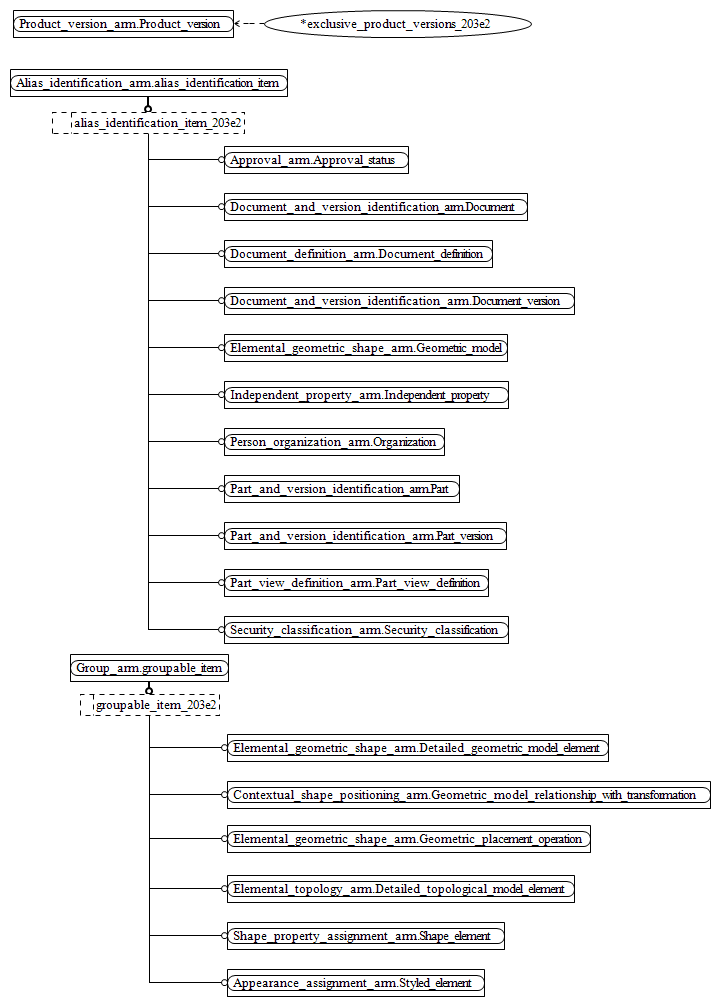 Product_version_arm.Product_version
*exclusive_product_versions_203e2
Alias_identification_arm.alias_identification_item
alias_identification_item_203e2
Approval_arm.Approval_status
Document_and_version_identification_arm.Document
Document_definition_arm.Document_definition
Document_and_version_identification_arm.Document_version
Elemental_geometric_shape_arm.Geometric_model
Independent_property_arm.Independent_property
Person_organization_arm.Organization
Part_and_version_identification_arm.Part
Part_and_version_identification_arm.Part_version
Part_view_definition_arm.Part_view_definition
Security_classification_arm.Security_classification
Group_arm.groupable_item
groupable_item_203e2
Elemental_geometric_shape_arm.Detailed_geometric_model_element
Contextual_shape_positioning_arm.Geometric_model_relationship_with_transformation
Elemental_geometric_shape_arm.Geometric_placement_operation
Elemental_topology_arm.Detailed_topological_model_element
Shape_property_assignment_arm.Shape_element
Appearance_assignment_arm.Styled_element